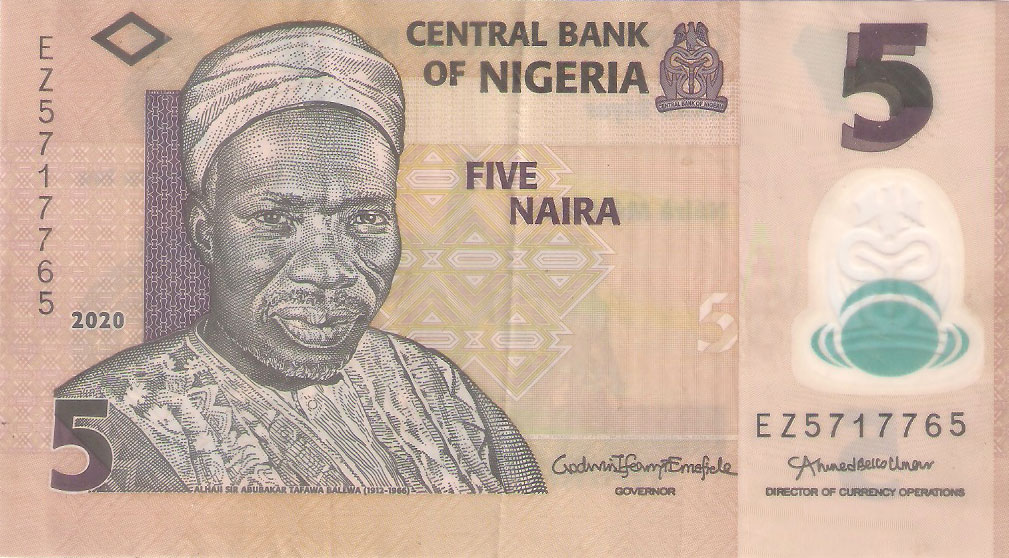 CENTRAL BANK
OF NIGERIA
CENTRAL BANK OF NIGERIA
5
EZ5717765
FIVE
NAIRA
2020
5
5
EZ5717765
Godwin Ifeanyi Emefiele
GOVERNOR
Ahmed Bello Umar
DIRECTOR OF CURRENCY OPERATIONS
ALHAJI SIR ABUBAKAR TAFAWA BALEWA (1912-1966)